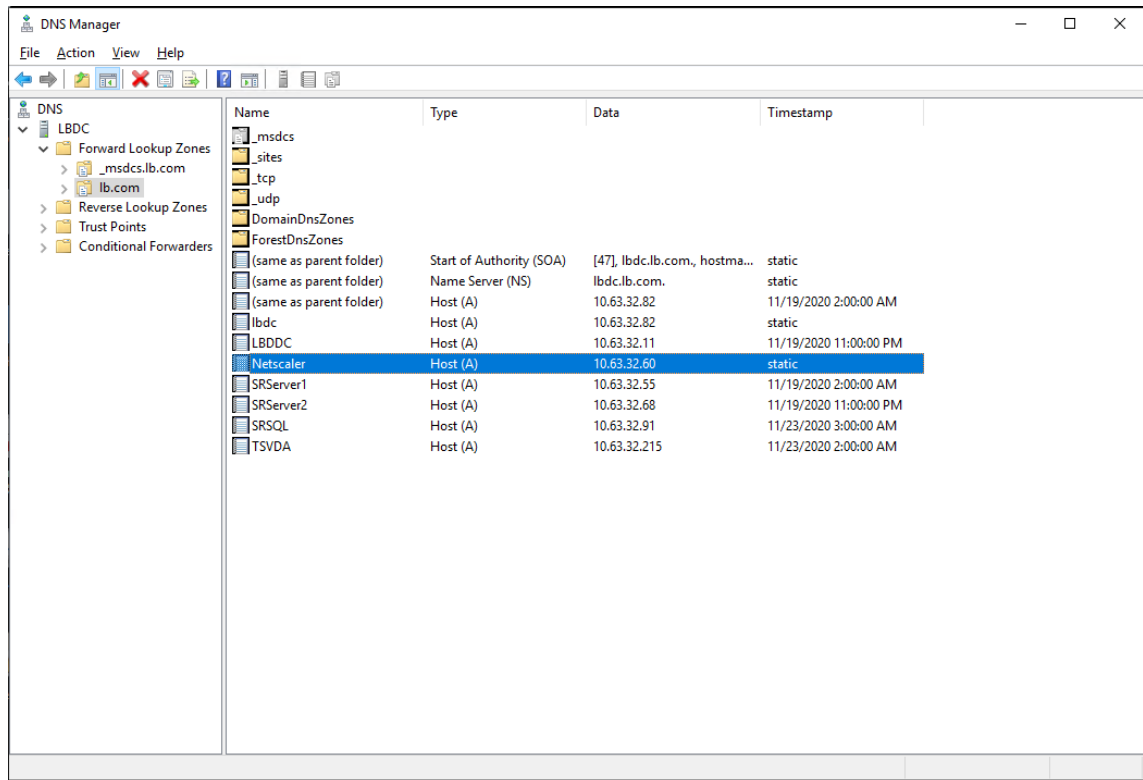 DNS Manager
File Action View Help
DNS
LBDC
Forward Lookup Zones
_msdcs.lb.com
lb.com
Reverse Lookup Zones
Trust Points
Conditional Forwarders
Name Type Data Timestamp
_msdcs
_sites
_tcp
_udp
DomainDnsZones
ForestDnsZones
(same as parent folder) Start of Authority (SOA) [47], lbdc.lb.com., hostma... static
(same as parent folder) Name Server (NS) lbdc.lb.com. static
(same as parent folder) Host (A) 10.63.32.82 11/19/2020 2:00:00 AM
lbdc Host (A) 10.63.32.82 static
LBDDC Host (A) 10.63.32.11 11/19/2020 11:00:00 PM
Netscaler Host (A) 10.63.32.60 static
SRServer1 Host (A) 10.63.32.55 11/19/2020 2:00:00 AM
SRServer2 Host (A) 10.63.32.68 11/19/2020 11:00:00 PM
SRSQL Host (A) 10.63.32.91 11/23/2020 3:00:00 AM
TSVDA Host (A) 10.63.32.215 11/23/2020 2:00:00 AM